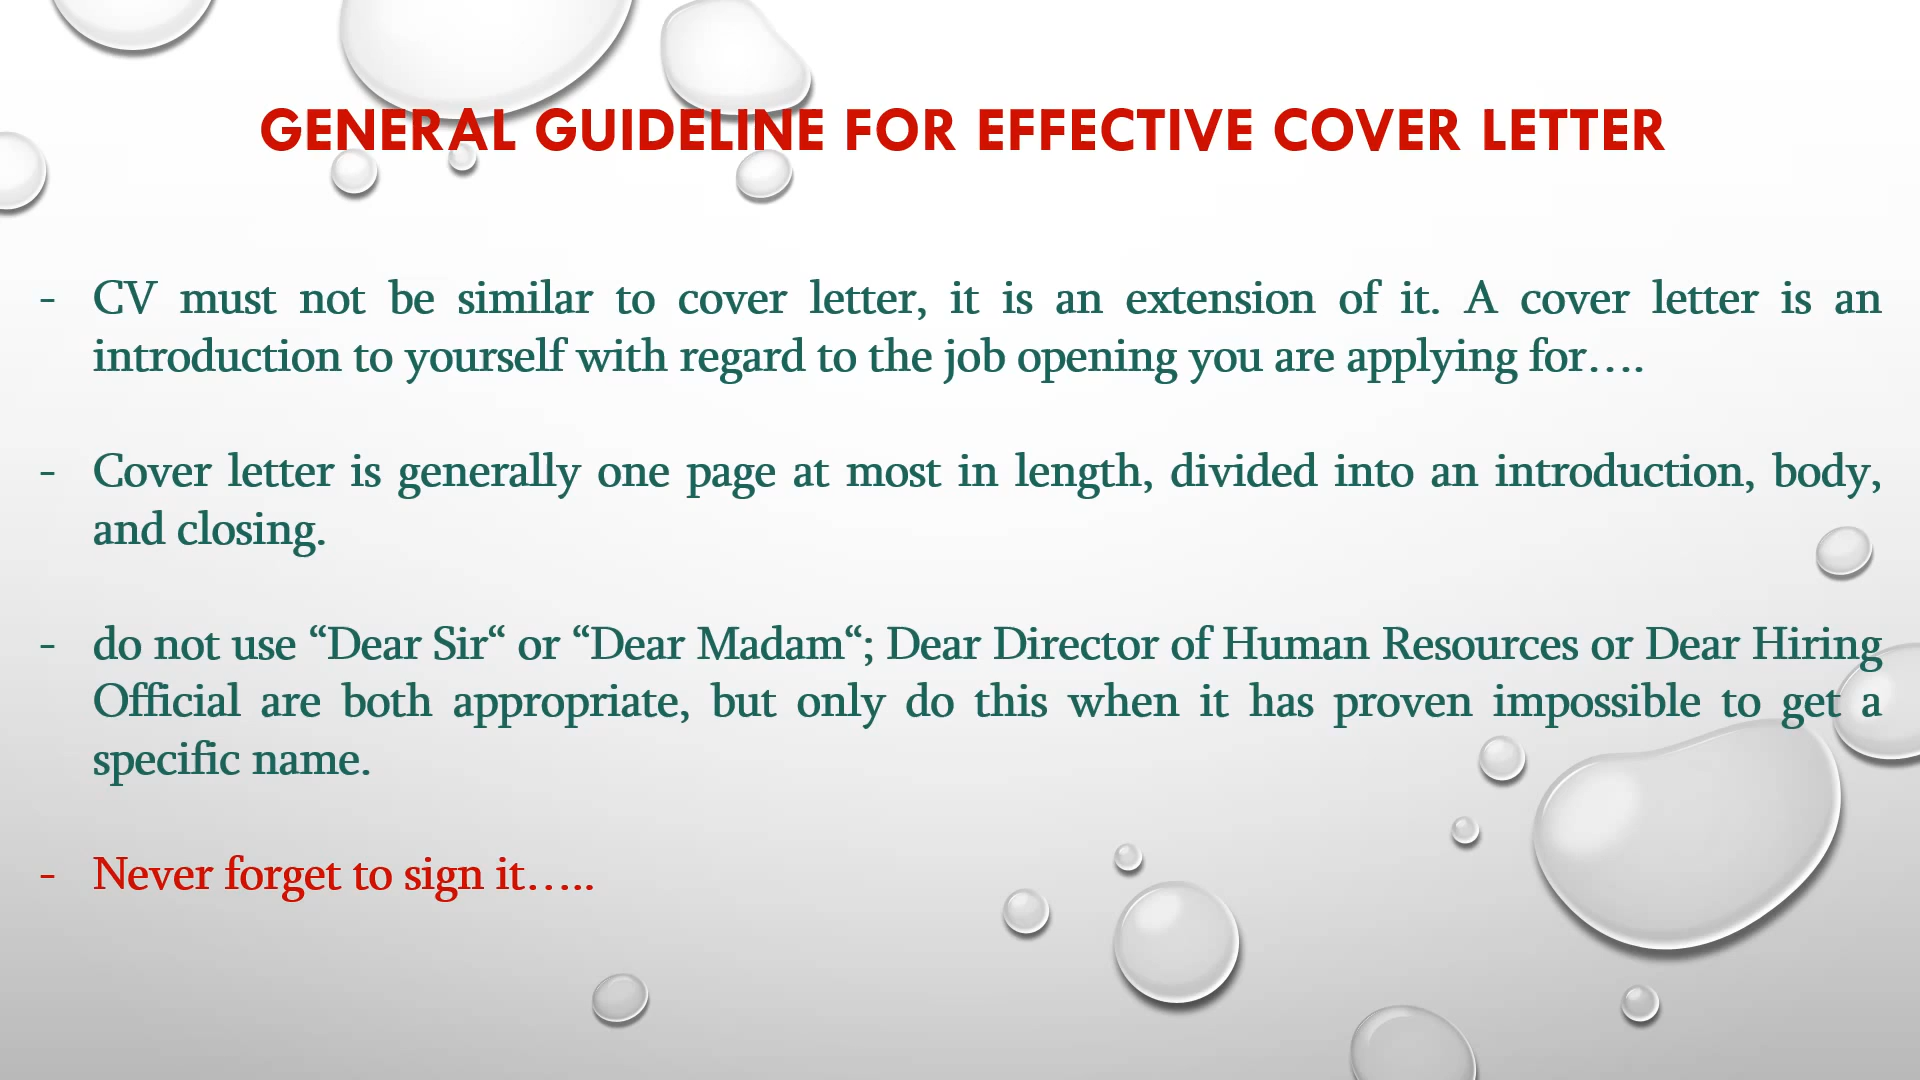 GENERAL GUIDELINE FOR EFFECTIVE COVER LETTER
- CV must not be similar to cover letter, it is an extension of it. A cover letter is an
introduction to yourself with regard to the job opening you are applying for….
- Cover letter is generally one page at most in length, divided into an introduction, body,
and closing.
- do not use “Dear Sir“ or “Dear Madam“; Dear Director of Human Resources or Dear Hiring
Official are both appropriate, but only do this when it has proven impossible to get a
specific name.
- Never forget to sign it…..